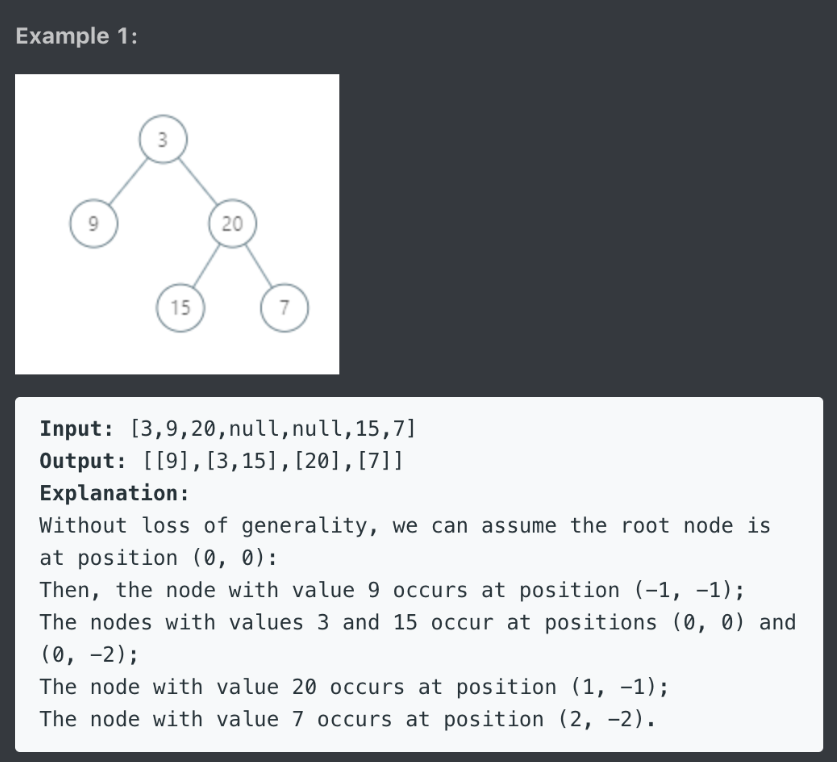 Example 1:
3
9
20
15
7
Input: [3,9,20,null,null,15,7]
Output: [[9],[3,15],[20],[7]]
Explanation:
Without loss of generality, we can assume the root node is
at position (0, 0):
Then, the node with value 9 occurs at position (-1, -1);
The nodes with values 3 and 15 occur at positions (0, 0) and
(0, -2);
The node with value 20 occurs at position (1, -1);
The node with value 7 occurs at position (2, -2).